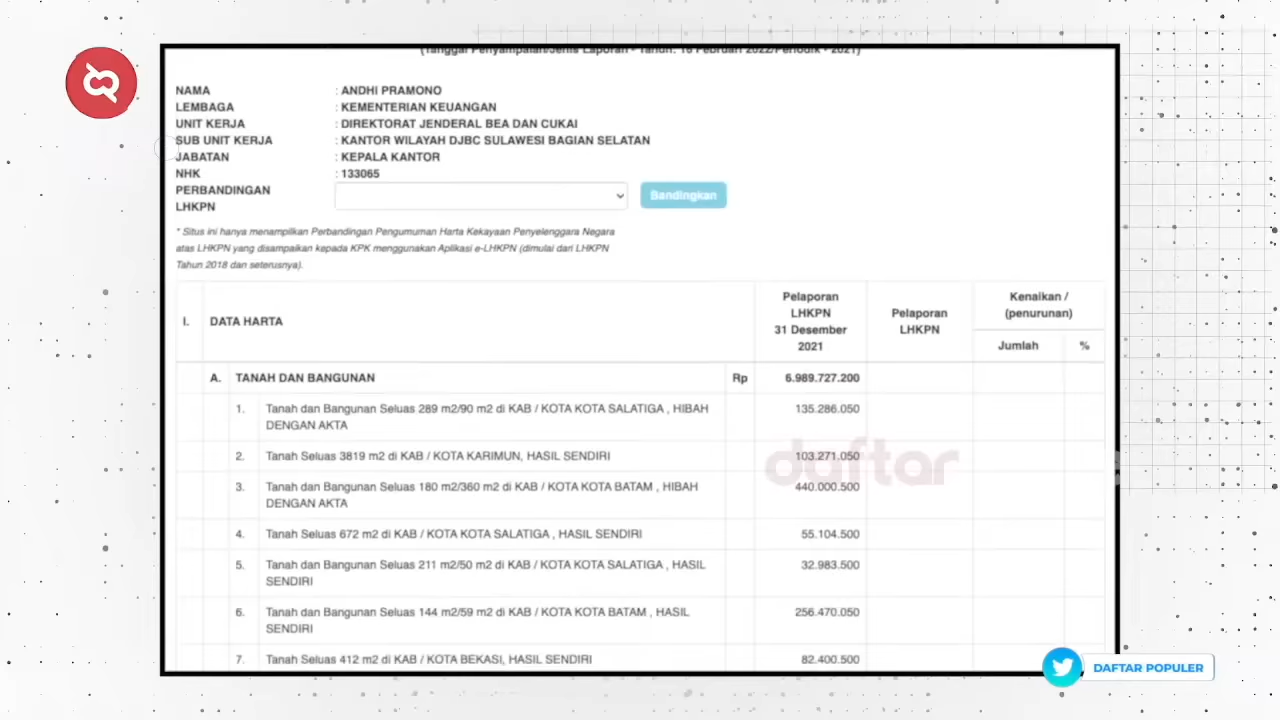 (Tanggal Penyampaian/Jenis Laporan - Tahun: 16 Februari 2022/Periodik - 2021)
NAMA : ANDHI PRAMONO
LEMBAGA : KEMENTERIAN KEUANGAN
UNIT KERJA : DIREKTORAT JENDERAL BEA DAN CUKAI
SUB UNIT KERJA : KANTOR WILAYAH DJBC SULAWESI BAGIAN SELATAN
JABATAN : KEPALA KANTOR
NHK : 133065
PERBANDINGAN
LHKPN
Bandingkan
* Situs ini hanya menampilkan Perbandingan Pengumuman Harta Kekayaan Penyelenggara Negara
atas LHKPN yang disampaikan kepada KPK menggunakan Aplikasi e-LHKPN (dimulai dari LHKPN
Tahun 2018 dan seterusnya).
I. DATA HARTA
Pelaporan
LHKPN
31 Desember
2021
Pelaporan
LHKPN
Kenaikan /
(penurunan)
Jumlah %
A. TANAH DAN BANGUNAN Rp 6.989.727.200
1. Tanah dan Bangunan Seluas 289 m2/90 m2 di KAB / KOTA KOTA SALATIGA , HIBAH 135.286.050
DENGAN AKTA
2. Tanah Seluas 3819 m2 di KAB / KOTA KARIMUN, HASIL SENDIRI 103.271.050
daftar
3. Tanah dan Bangunan Seluas 180 m2/360 m2 di KAB / KOTA KOTA BATAM , HIBAH 440.000.500
DENGAN AKTA
4. Tanah Seluas 672 m2 di KAB / KOTA KOTA SALATIGA , HASIL SENDIRI 55.104.500
5. Tanah dan Bangunan Seluas 211 m2/50 m2 di KAB / KOTA KOTA SALATIGA , HASIL 32.983.500
SENDIRI
6. Tanah dan Bangunan Seluas 144 m2/59 m2 di KAB / KOTA KOTA BATAM , HASIL 256.470.050
SENDIRI
7. Tanah Seluas 412 m2 di KAB / KOTA BEKASI, HASIL SENDIRI 82.400.500
DAFTAR POPULER